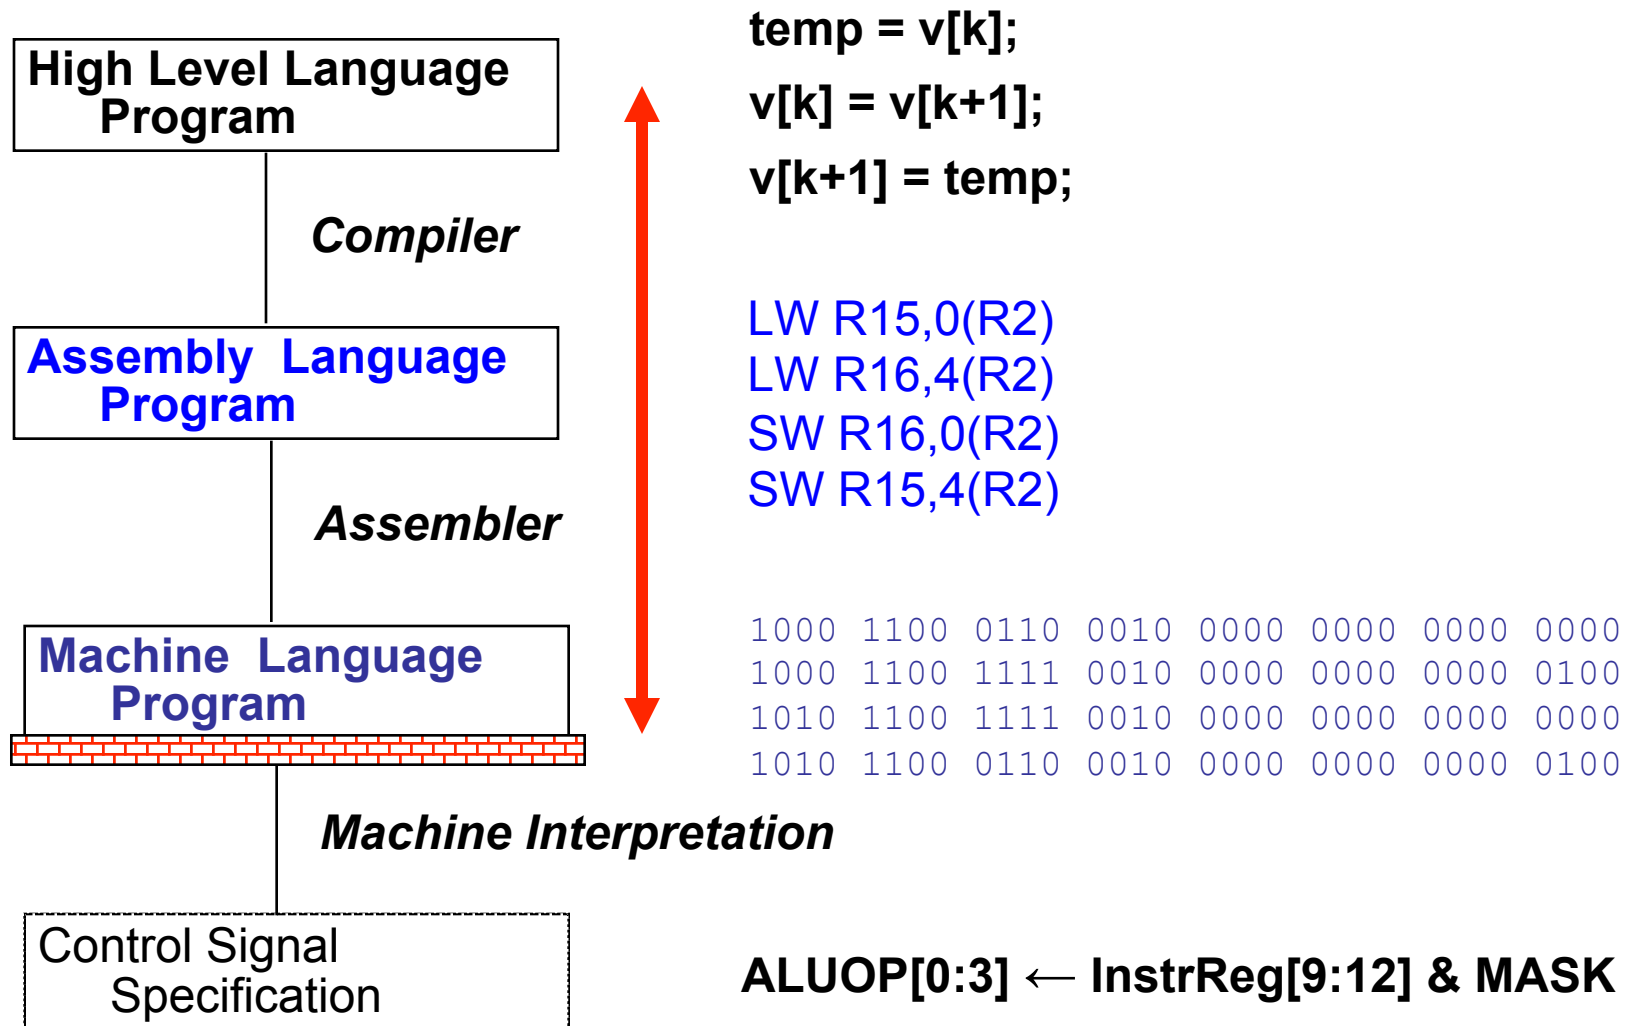 High Level Language
Program
temp = v[k];
v[k] = v[k+1];
v[k+1] = temp;
Compiler
Assembly Language
Program
LW R15,0(R2)
LW R16,4(R2)
SW R16,0(R2)
SW R15,4(R2)
Assembler
Machine Language
Program
1000 1100 0110 0010 0000 0000 0000 0000
1000 1100 1111 0010 0000 0000 0000 0100
1010 1100 1111 0010 0000 0000 0000 0000
1010 1100 0110 0010 0000 0000 0000 0100
Machine Interpretation
Control Signal
Specification
ALUOP[0:3] ← InstrReg[9:12] & MASK